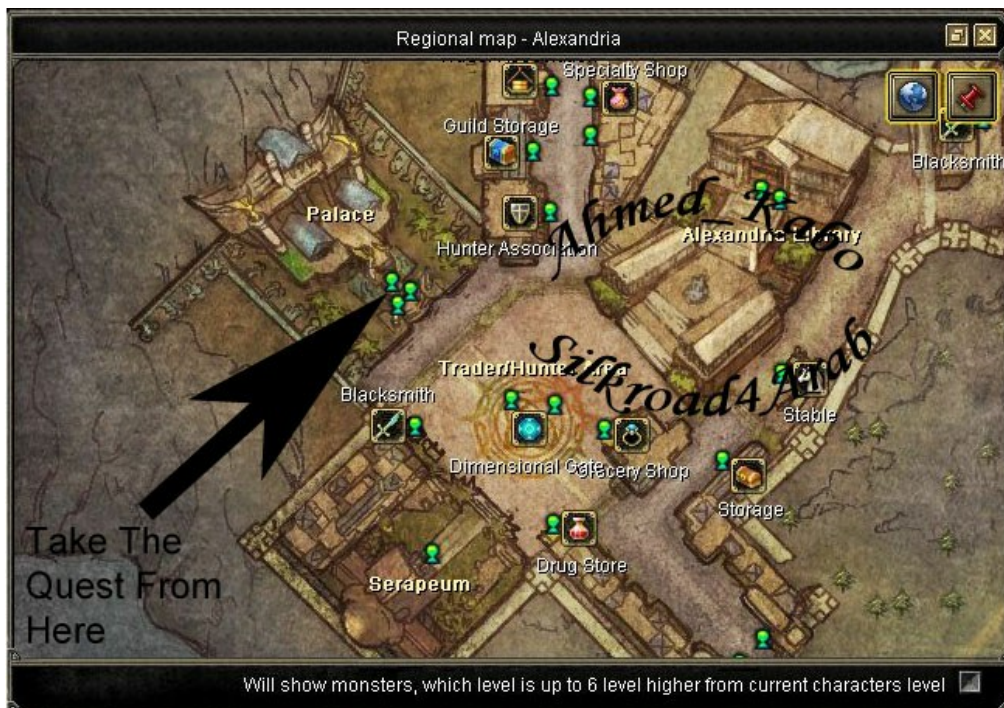 Regional map - Alexandria
Specialty Shop
Guild Storage
Blacksmith
Palace
Hunter Association
Alexandria Library
Ahmed_Kabo
Silkroad4Arab
Trader/Hunter Area
Blacksmith
Stable
Dimensional Gate
Grocery Shop
Storage
Drug Store
Serapeum
Take The
Quest From
Here
Will show monsters, which level is up to 6 level higher from current characters level